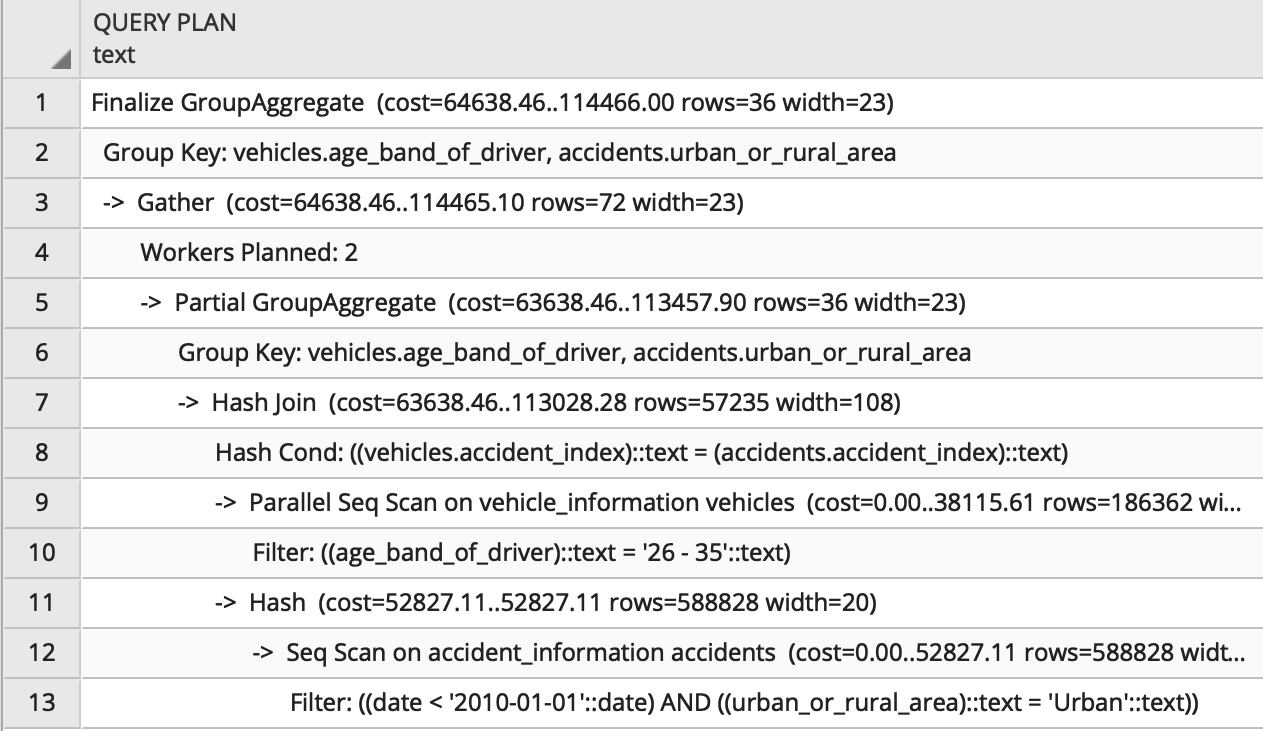 QUERY PLAN
text
1 Finalize GroupAggregate (cost=64638.46..114466.00 rows=36 width=23)
2 Group Key: vehicles.age_band_of_driver, accidents.urban_or_rural_area
3 -> Gather (cost=64638.46..114465.10 rows=72 width=23)
4 Workers Planned: 2
5 -> Partial GroupAggregate (cost=63638.46..113457.90 rows=36 width=23)
6 Group Key: vehicles.age_band_of_driver, accidents.urban_or_rural_area
7 -> Hash Join (cost=63638.46..113028.28 rows=57235 width=108)
8 Hash Cond: ((vehicles.accident_index)::text = (accidents.accident_index)::text)
9 -> Parallel Seq Scan on vehicle_information vehicles (cost=0.00..38115.61 rows=186362 wi...
10 Filter: ((age_band_of_driver)::text = '26 - 35'::text)
11 -> Hash (cost=52827.11..52827.11 rows=588828 width=20)
12 -> Seq Scan on accident_information accidents (cost=0.00..52827.11 rows=588828 widt...
13 Filter: ((date < '2010-01-01'::date) AND ((urban_or_rural_area)::text = 'Urban'::text))